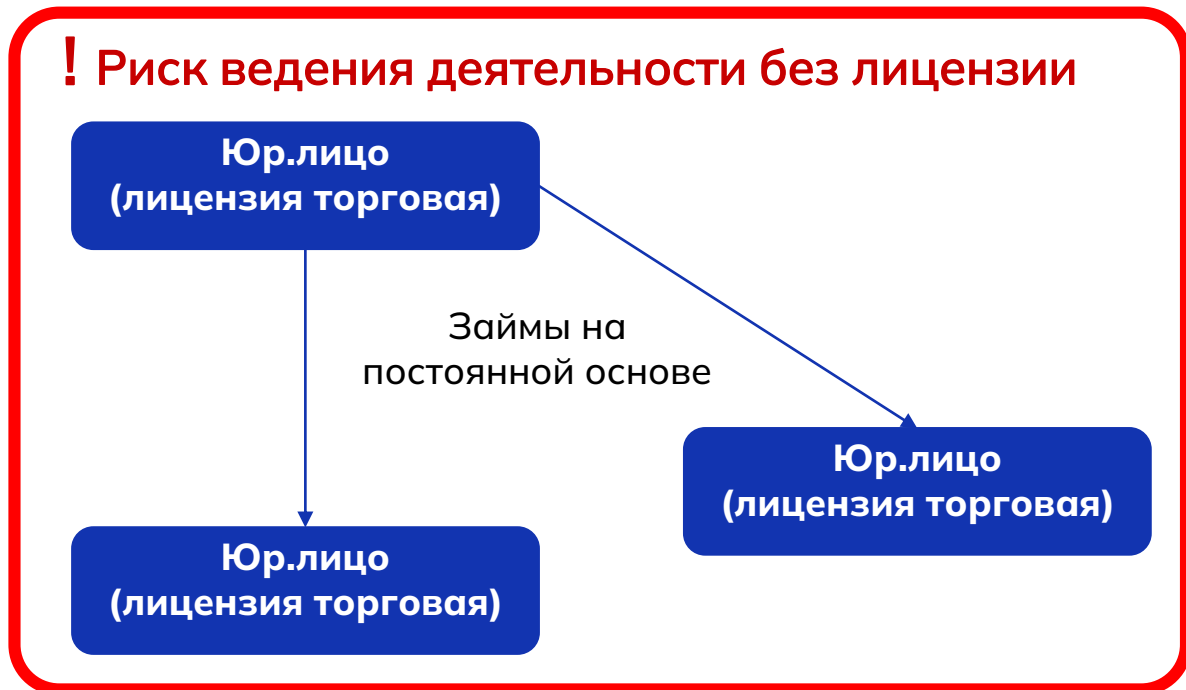 ! Риск ведения деятельности без лицензии
Юр.лицо
(лицензия торговая)
Займы на
постоянной основе
Юр.лицо
(лицензия торговая)
Юр.лицо
(лицензия торговая)